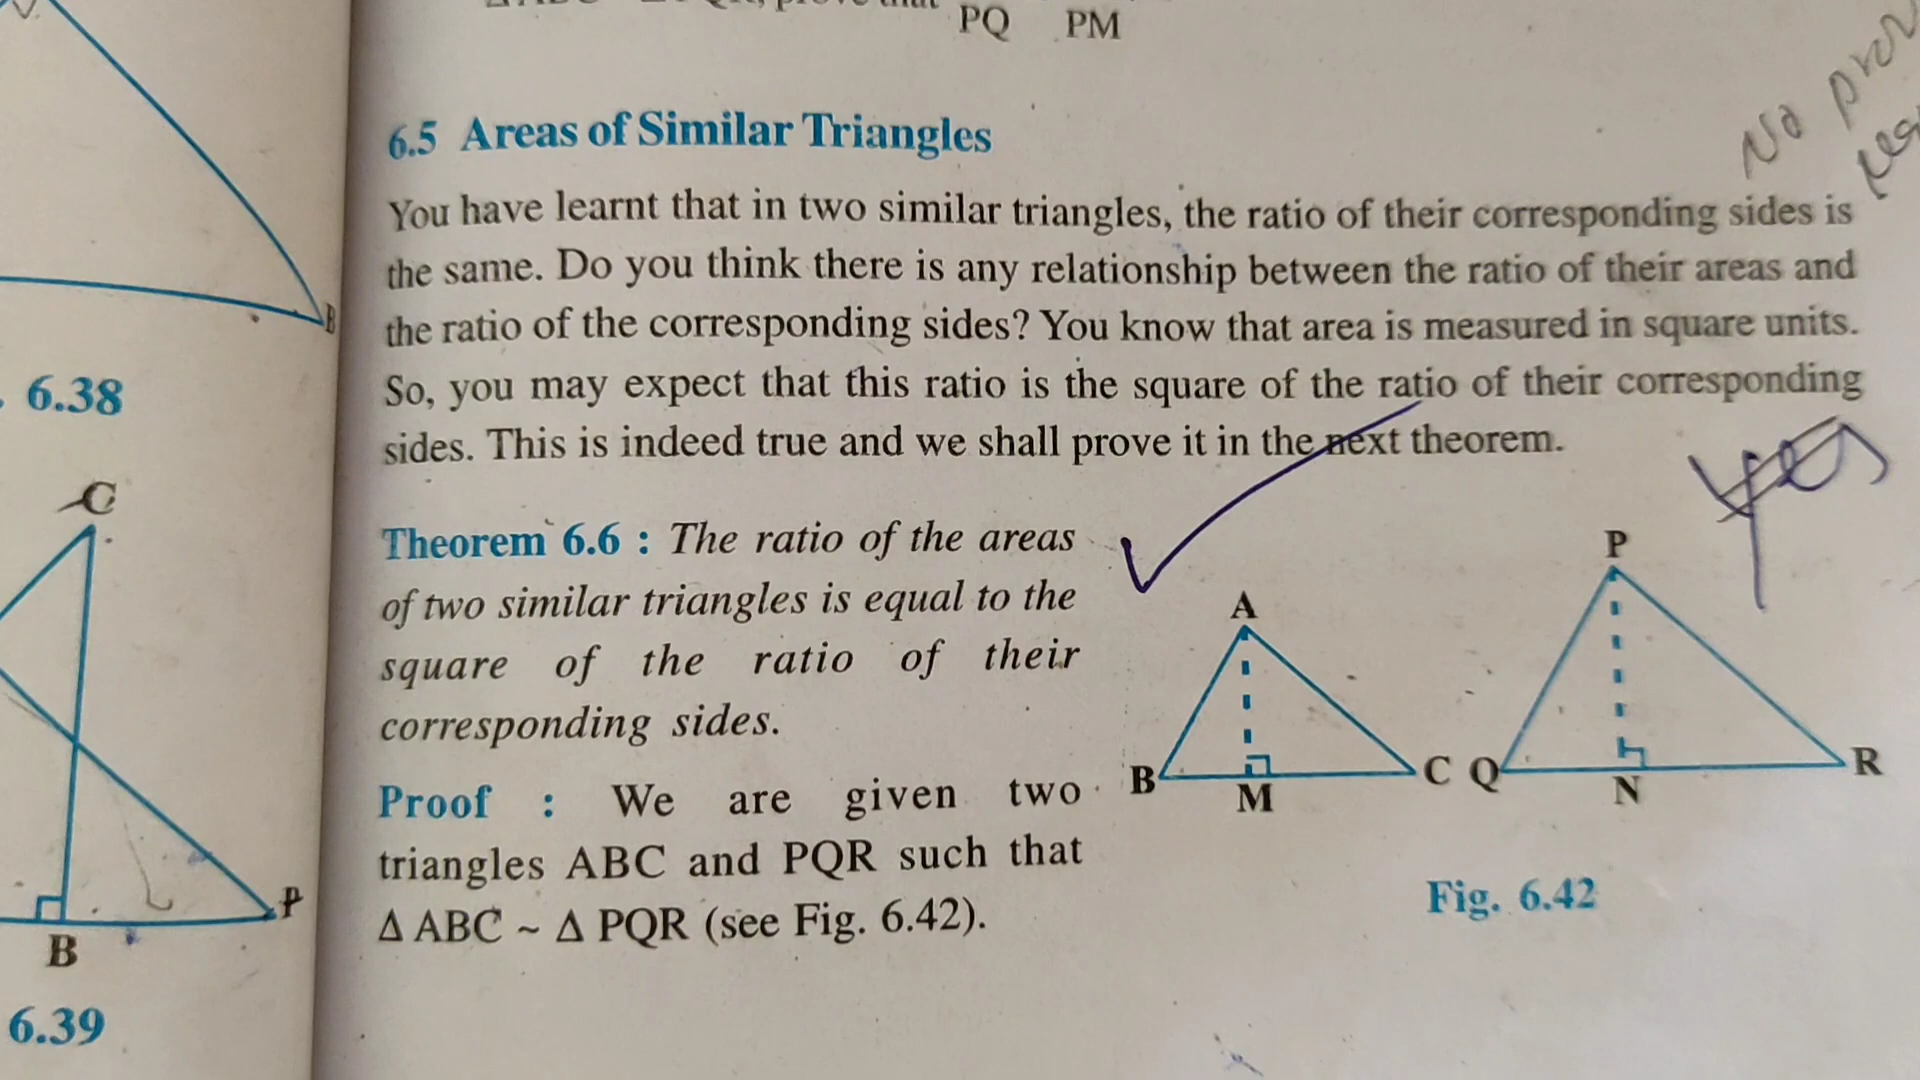 PQ PM
6.5 Areas of Similar Triangles
No
You have learnt that in two similar triangles, the ratio of their corresponding sides is
the same. Do you think there is any relationship between the ratio of their areas and
the ratio of the corresponding sides? You know that area is measured in square units.
So, you may expect that this ratio is the square of the ratio of their corresponding
sides. This is indeed true and we shall prove it in the next theorem.
yes
Theorem 6.6 : The ratio of the areas
of two similar triangles is equal to the
square of the ratio of their
corresponding sides.
Proof : We are given two
triangles ABC and PQR such that
Δ ABC ~ Δ PQR (see Fig. 6.42).
A
B
M
C
P
Q
N
R
Fig. 6.42
B
6.38
C
P
B
6.39